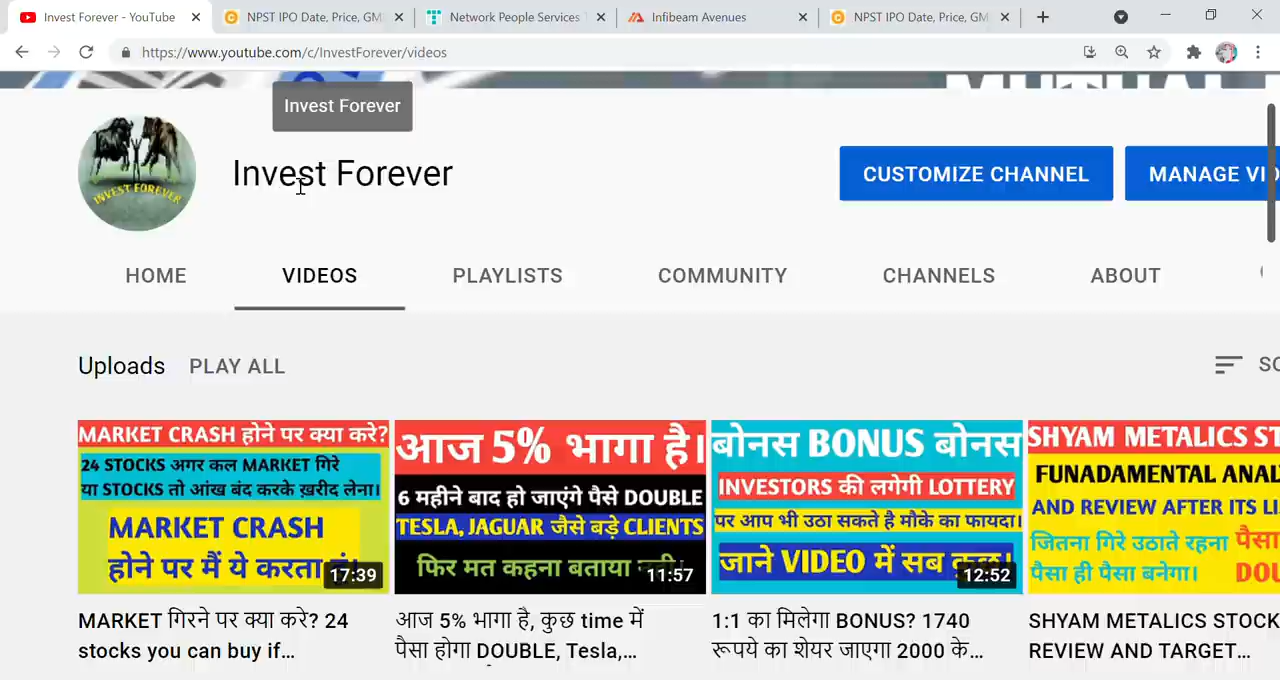 Invest Forever - YouTube
NPST IPO Date, Price, GM
Network People Services
Infibeam Avenues
NPST IPO Date, Price, GM
https://www.youtube.com/c/InvestForever/videos
Invest Forever
INVEST FOREVER
Invest Forever
CUSTOMIZE CHANNEL
MANAGE VID
HOME
VIDEOS
PLAYLISTS
COMMUNITY
CHANNELS
ABOUT
Uploads
PLAY ALL
MARKET CRASH होने पर क्या करे?
24 STOCKS अगर कल MARKET गिरे
या STOCKS तो आंख बंद करके ख़रीद लेना।
MARKET CRASH
होने पर मैं ये करता
17:39
MARKET गिरने पर क्या करे? 24
stocks you can buy if...
आज 5% भागा है।
6 महीने बाद हो जाएंगे पैसे DOUBLE
TESLA, JAGUAR जैसे बड़े CLIENTS
फिर मत कहना बताया
11:57
आज 5% भागा है, कुछ time में
पैसा होगा DOUBLE, Tesla,...
बोनस BONUS बोनस
INVESTORS की लगेगी LOTTERY
पर आप भी उठा सकते है मौके का फायदा।
जाने VIDEO में सब
12:52
1:1 का मिलेगा BONUS? 1740
रूपये का शेयर जाएगा 2000 के...
SHYAM METALICS ST
FUNADAMENTAL ANAL
AND REVIEW AFTER ITS LI
जितना गिरे उठाते रहना पैसा
पैसा ही पैसा बनेगा। DOU
SHYAM METALICS STOCK
REVIEW AND TARGET...